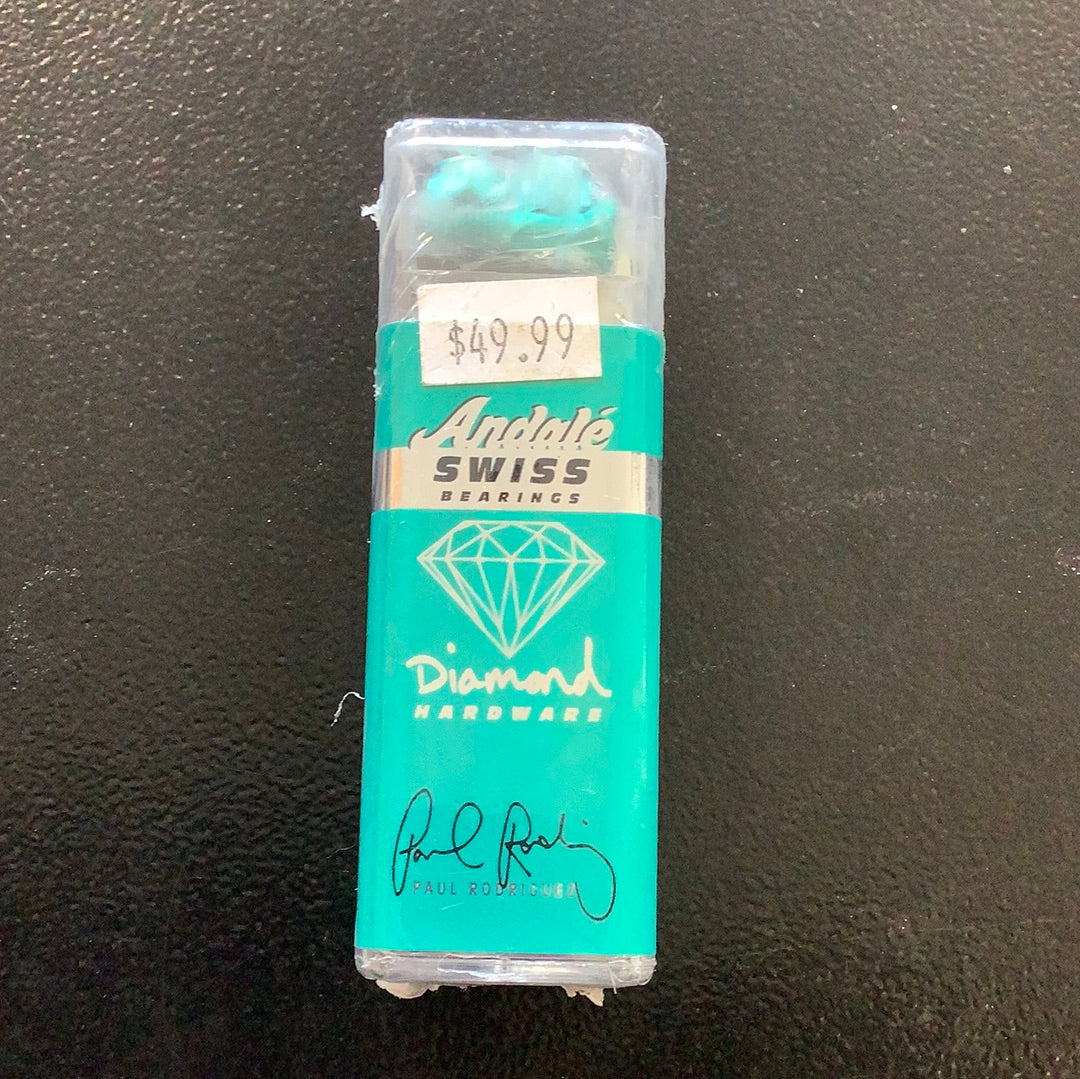 $49.99
Andalé
SWISS
BEARINGS
Diamond
HARDWARE
Paul Rodriguez
PAUL RODRIGUEZ